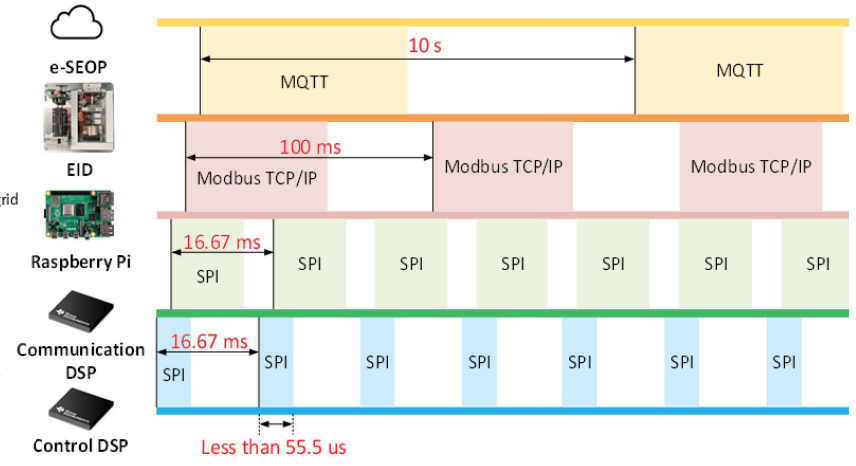 e-SEOP
10 s
MQTT
MQTT
EID
100 ms
Modbus TCP/IP
Modbus TCP/IP
Modbus TCP/IP
grid
Raspberry Pi
16.67 ms
SPI
SPI
SPI
SPI
SPI
SPI
SPI
Communication
DSP
16.67 ms
SPI
SPI
SPI
SPI
SPI
SPI
SPI
Control DSP
Less than 55.5 us